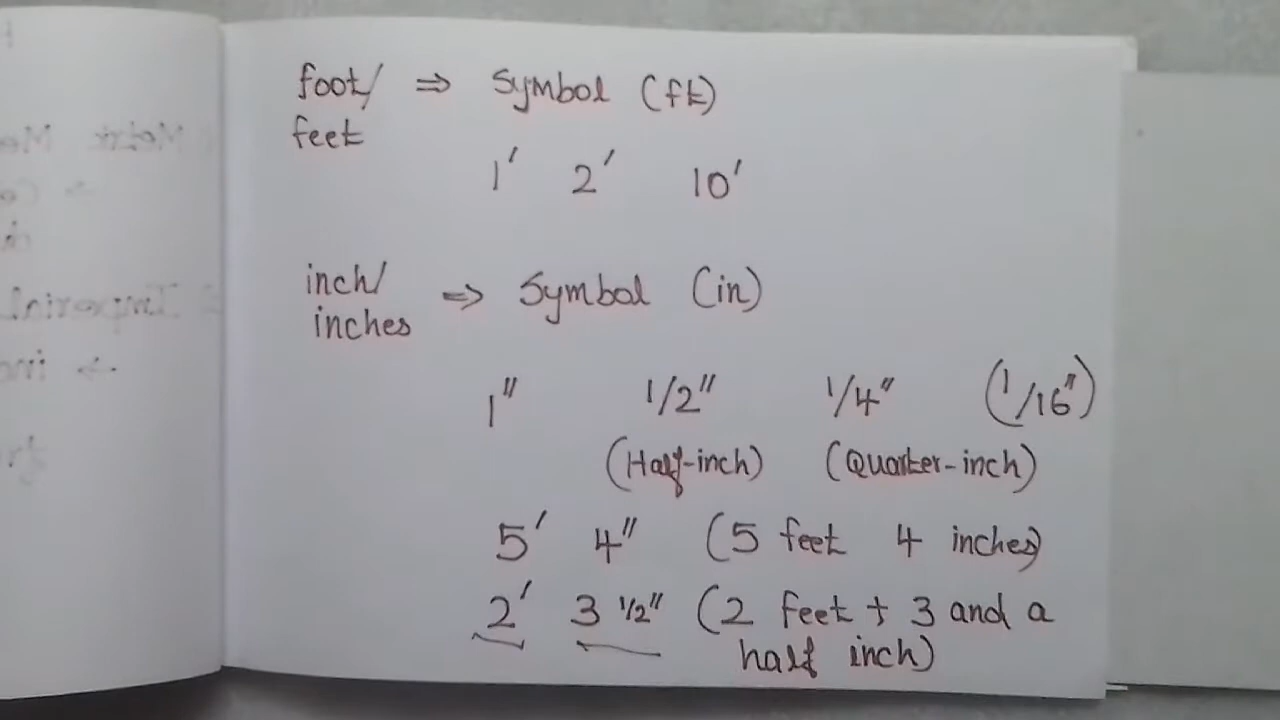 foot/ ⇒ Symbol (ft)
feet
1' 2' 10'
inch/
inches ⇒ Symbol (in)
1" 1/2" 1/4" (1/16")
(Half-inch) (Quarter-inch)
5' 4" (5 feet 4 inches)
2' 3 1/2" (2 feet + 3 and a
half inch)